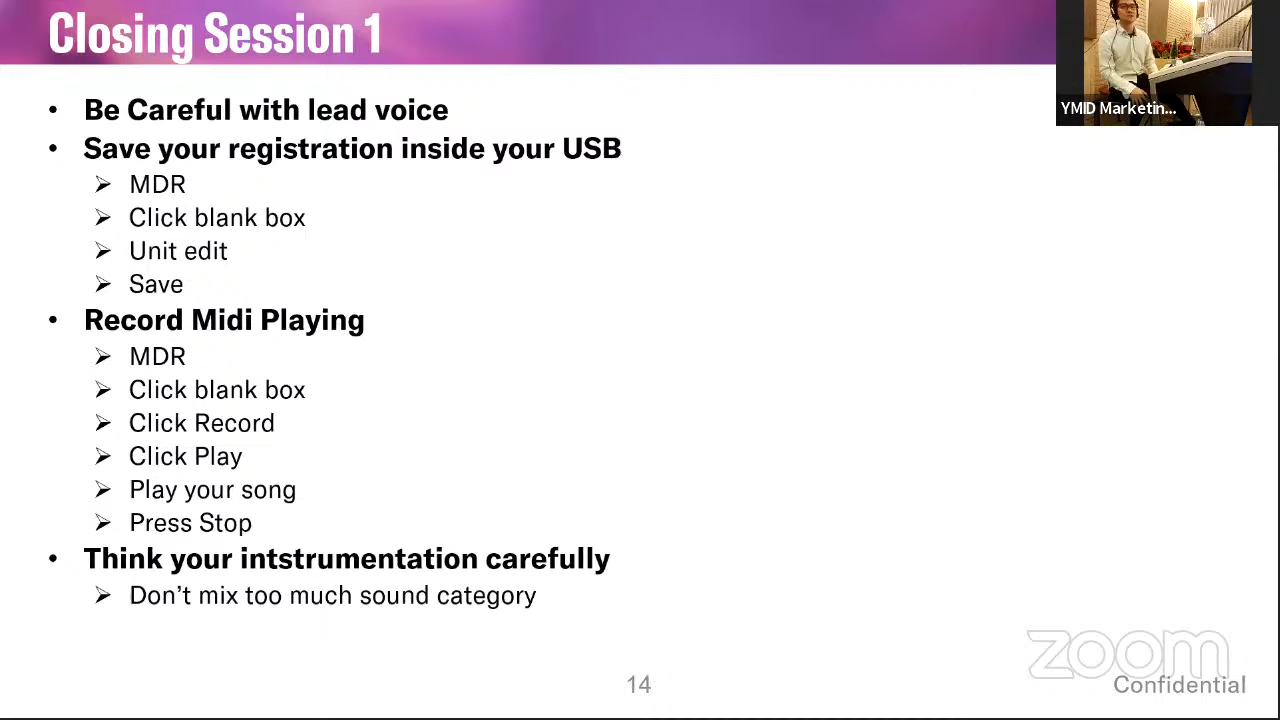 Closing Session 1
YMID Marketin...
• Be Careful with lead voice
• Save your registration inside your USB
➢ MDR
➢ Click blank box
➢ Unit edit
➢ Save
• Record Midi Playing
➢ MDR
➢ Click blank box
➢ Click Record
➢ Click Play
➢ Play your song
➢ Press Stop
• Think your intstrumentation carefully
➢ Don’t mix too much sound category
zoom
14
Confidential